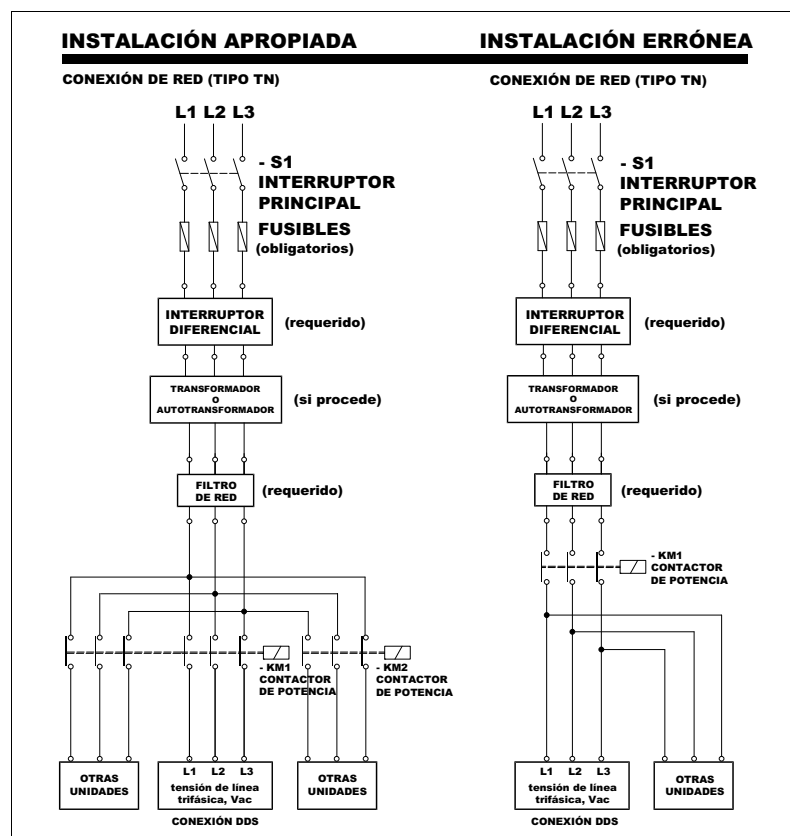 INSTALACIÓN APROPIADA
CONEXIÓN DE RED (TIPO TN)
L1 L2 L3
- S1
INTERRUPTOR
PRINCIPAL
FUSIBLES
(obligatorios)
INTERRUPTOR
DIFERENCIAL
(requerido)
TRANSFORMADOR
O
AUTOTRANSFORMADOR
(si procede)
FILTRO
DE RED
(requerido)
- KM1
CONTACTOR
DE POTENCIA
- KM2
CONTACTOR
DE POTENCIA
OTRAS
UNIDADES
L1 L2 L3
tensión de línea
trifásica, Vac
CONEXIÓN DDS
OTRAS
UNIDADES
INSTALACIÓN ERRÓNEA
CONEXIÓN DE RED (TIPO TN)
L1 L2 L3
- S1
INTERRUPTOR
PRINCIPAL
FUSIBLES
(obligatorios)
INTERRUPTOR
DIFERENCIAL
(requerido)
TRANSFORMADOR
O
AUTOTRANSFORMADOR
(si procede)
FILTRO
DE RED
(requerido)
- KM1
CONTACTOR
DE POTENCIA
L1 L2 L3
tensión de línea
trifásica, Vac
CONEXIÓN DDS
OTRAS
UNIDADES